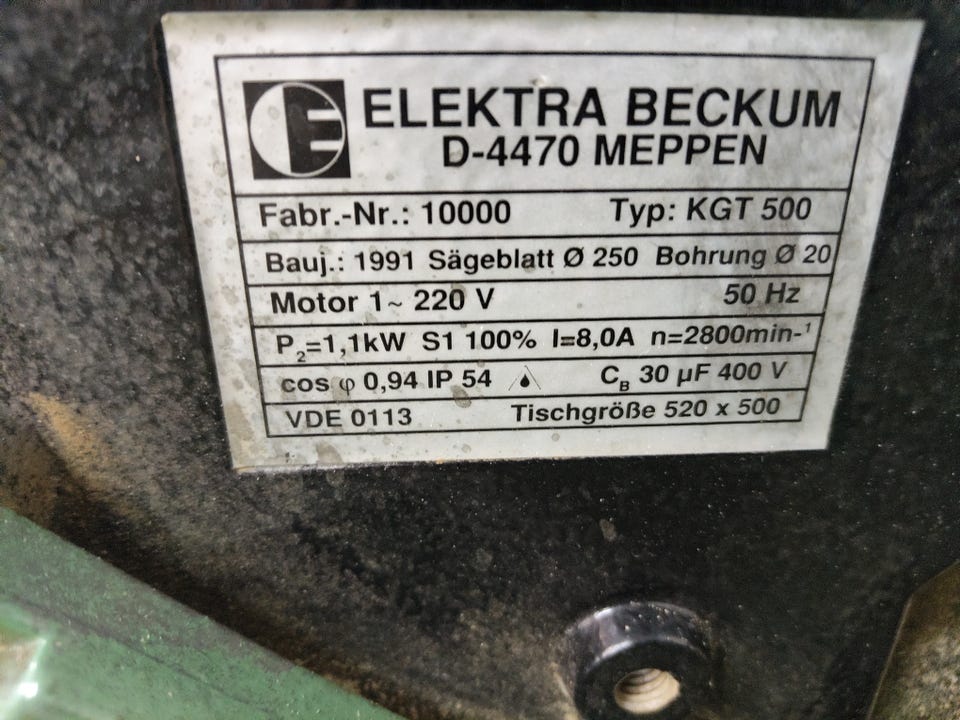 E ELEKTRA BECKUM
D-4470 MEPPEN
Fabr.-Nr.: 10000 Typ: KGT 500
Bauj.: 1991 Sägeblatt Ø 250 Bohrung Ø 20
Motor 1~ 220 V 50 Hz
P₂=1,1kW S1 100% I=8,0A n=2800min-¹
cos φ 0,94 IP 54 C_B 30 µF 400 V
VDE 0113 Tischgröße 520 x 500